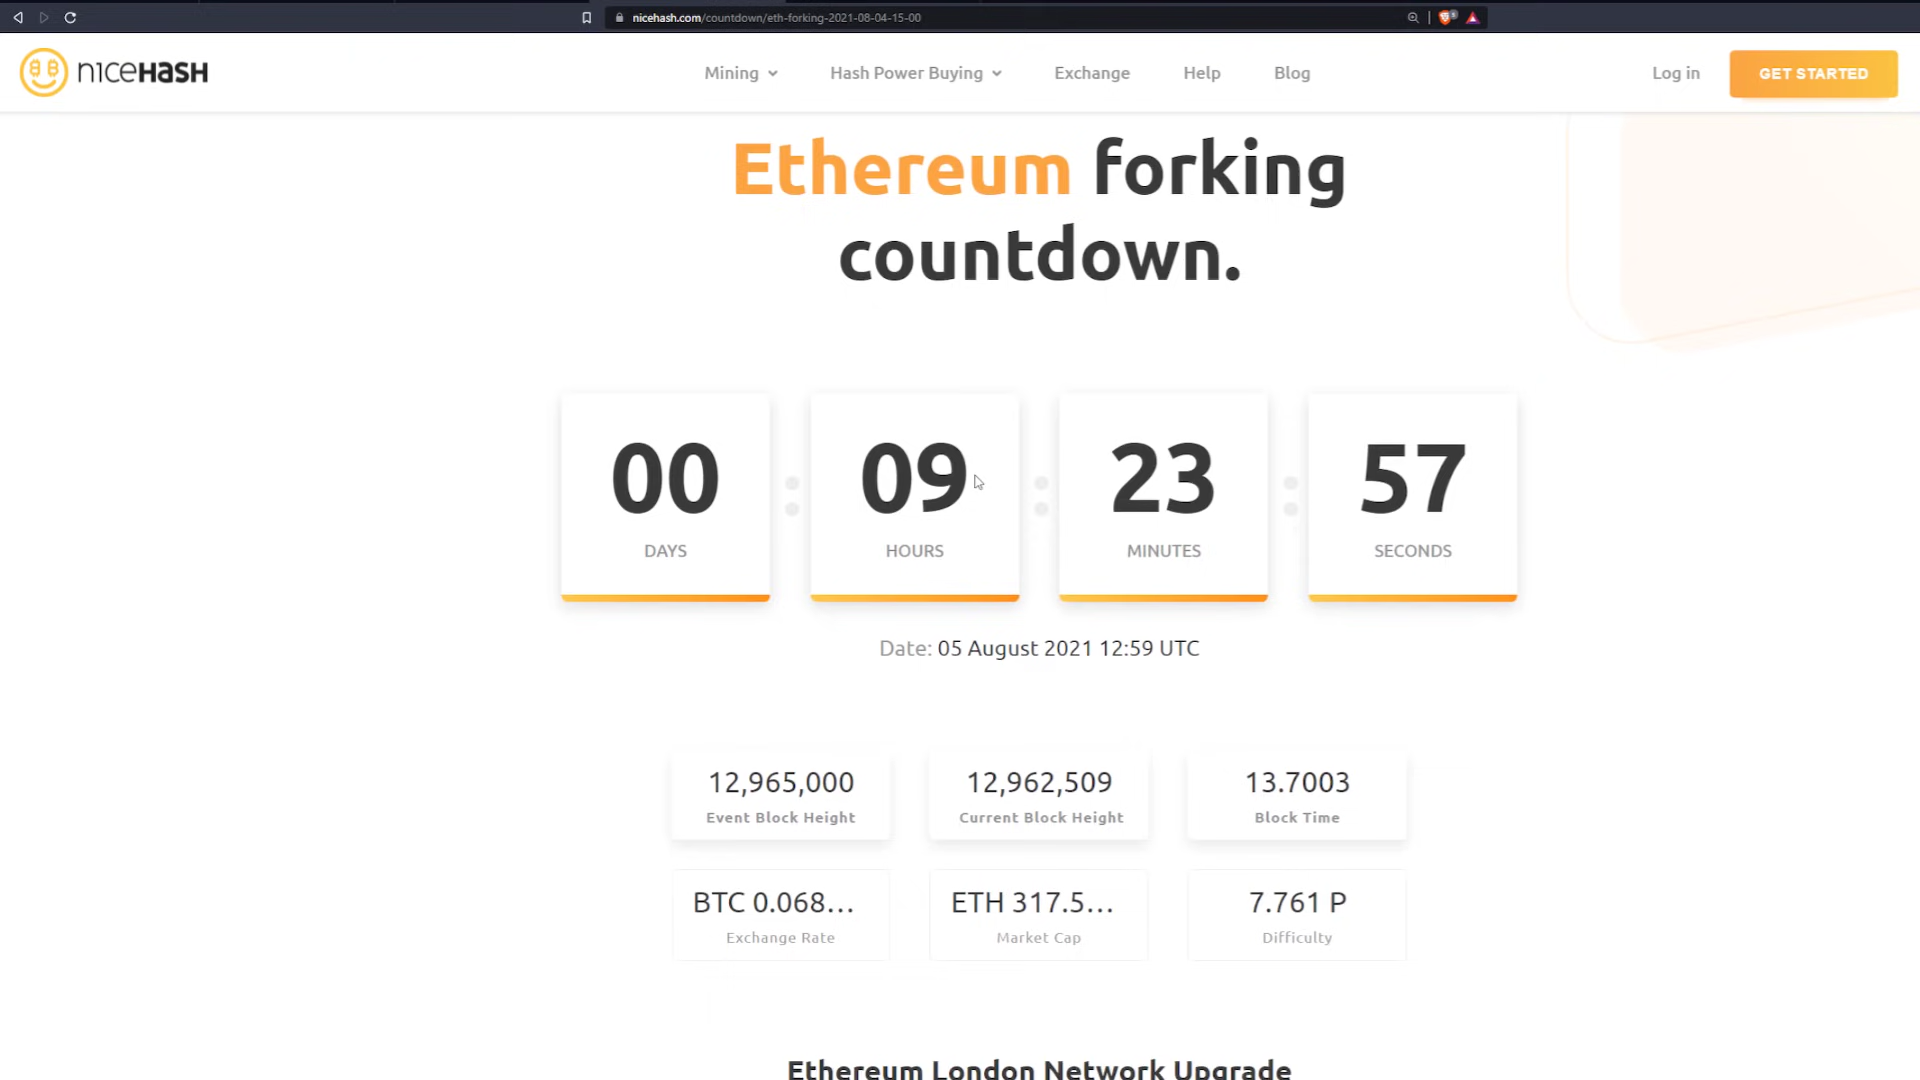 nicehash.com/countdown/eth-forking-2021-08-04-15-00
niceHASH
Mining
Hash Power Buying
Exchange
Help
Blog
Log in
GET STARTED
Ethereum forking
countdown.
00
DAYS
09
HOURS
23
MINUTES
57
SECONDS
Date: 05 August 2021 12:59 UTC
12,965,000
Event Block Height
12,962,509
Current Block Height
13.7003
Block Time
BTC 0.068...
Exchange Rate
ETH 317.5...
Market Cap
7.761 P
Difficulty
Ethereum London Network Upgrade